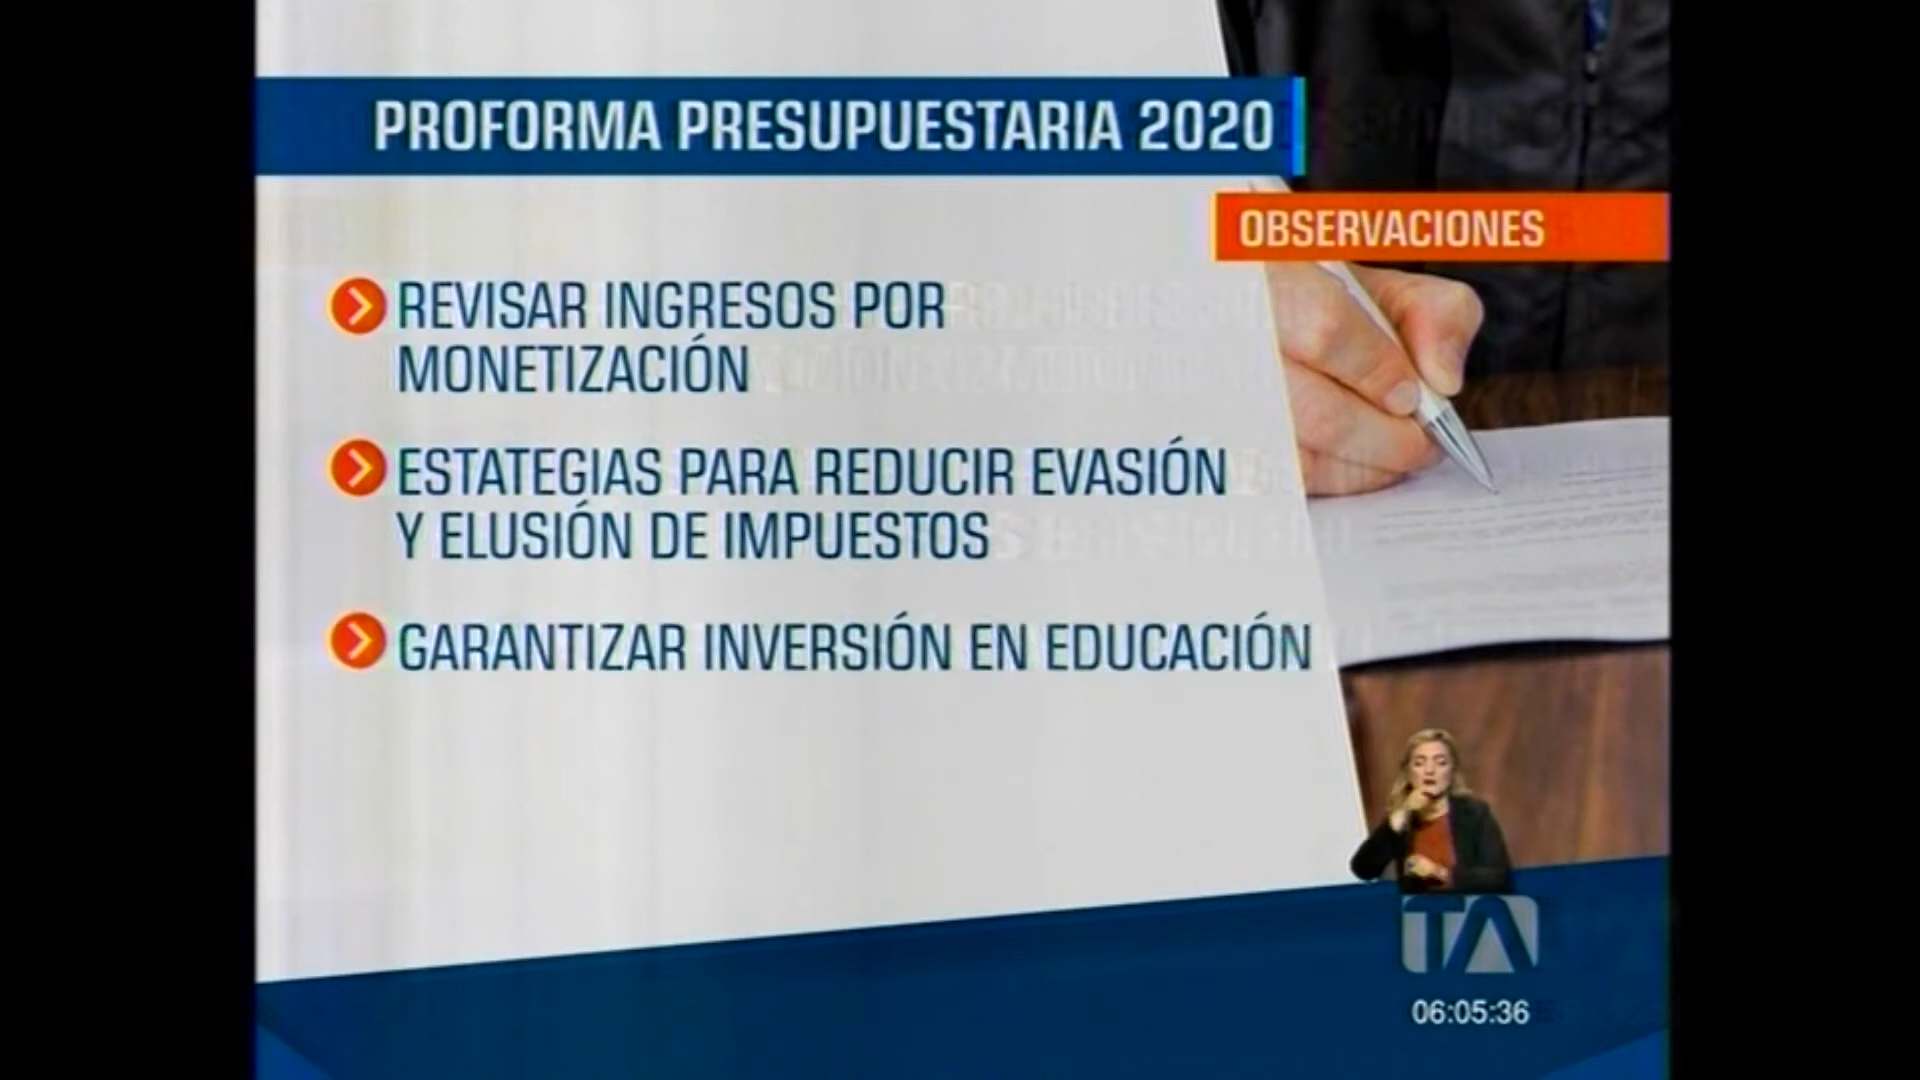 PROFORMA PRESUPUESTARIA 2020
OBSERVACIONES
REVISAR INGRESOS POR
MONETIZACIÓN
ESTATEGIAS PARA REDUCIR EVASIÓN
Y ELUSIÓN DE IMPUESTOS
GARANTIZAR INVERSIÓN EN EDUCACIÓN
TA
06:05:36